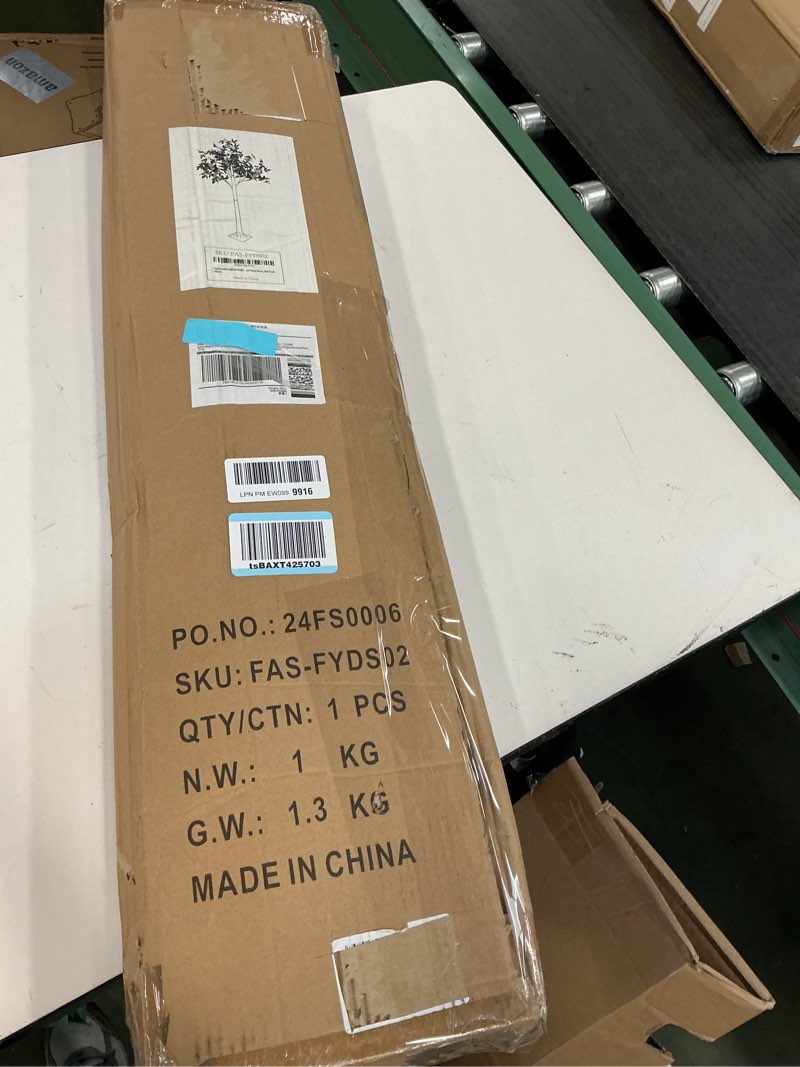 amazon
SKU:FAS-FYDS02
LPN PM EW099 9916
tsBAXT425703
PO.NO.: 24FS0006
SKU: FAS-FYDS02
QTY/CTN: 1 PCS
N.W.: 1 KG
G.W.: 1.3 KG
MADE IN CHINA